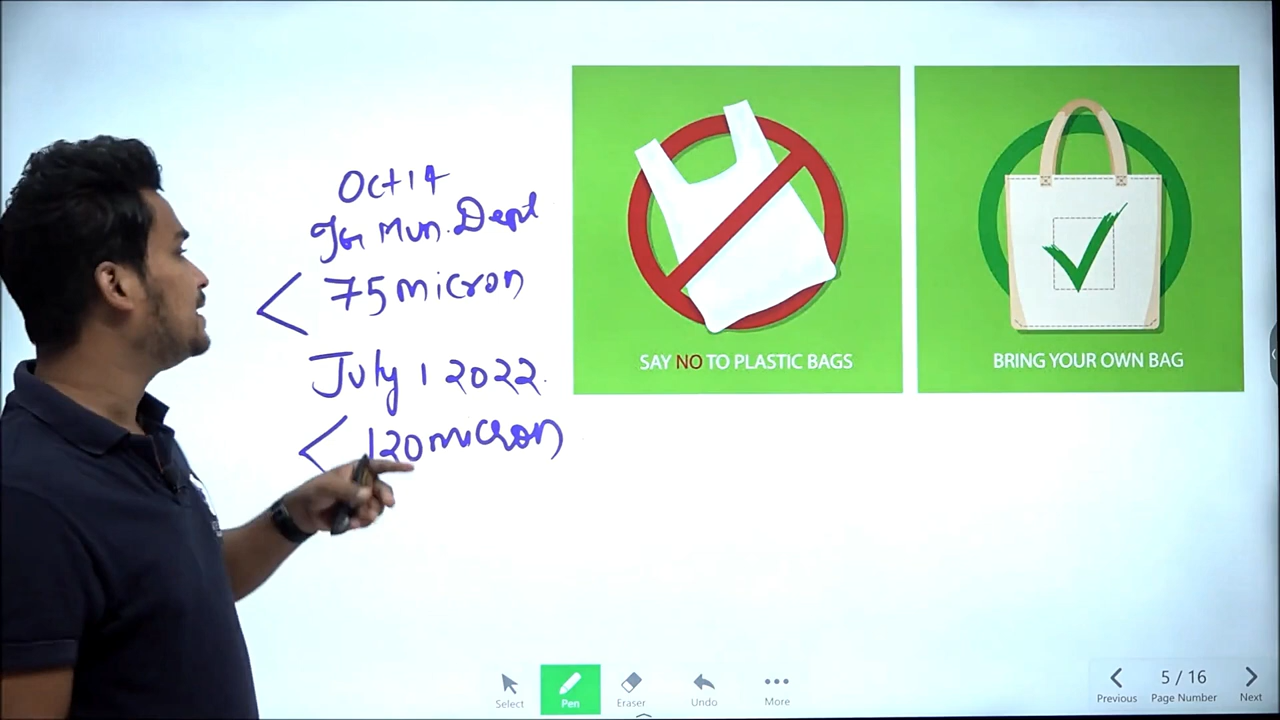 Oct 14
TG Mun. Dept
< 75 micron
July 1 2022.
< 120 micron
SAY NO TO PLASTIC BAGS
BRING YOUR OWN BAG
Select
Pen
Eraser
Undo
More
Previous
5 / 16
Page Number
Next